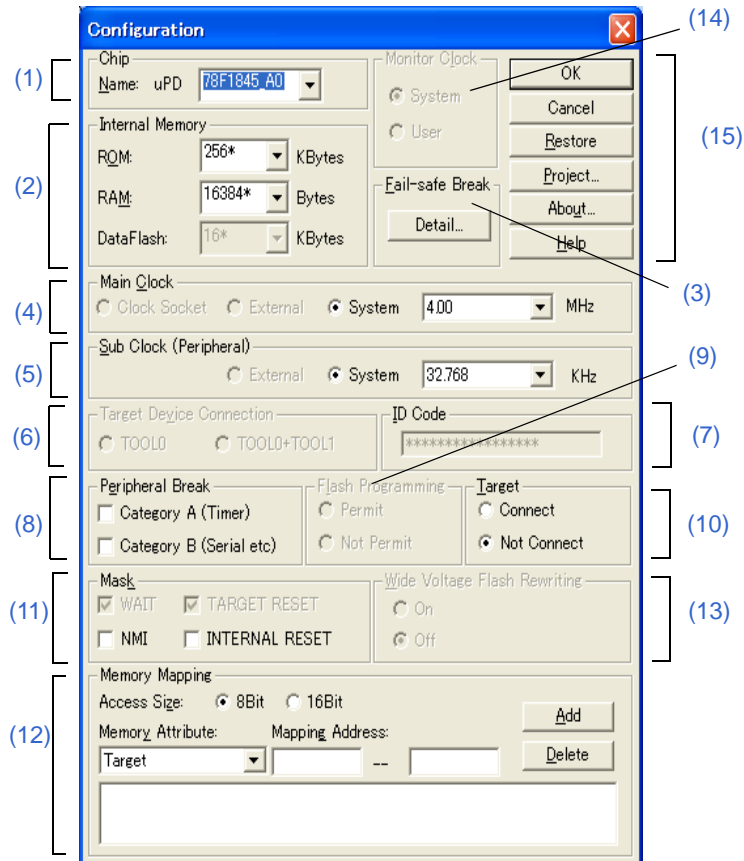 Configuration
(14)
(1)
Chip
Name: uPD 78F1845_A0
Monitor Clock
System
User
OK
Cancel
Restore
Project...
About...
Help
(15)
(2)
Internal Memory
ROM: 256* KBytes
RAM: 16384* Bytes
DataFlash: 16* KBytes
Fail-safe Break
Detail...
(3)
(4)
Main Clock
Clock Socket External System 4.00 MHz
(5)
Sub Clock (Peripheral)
External System 32.768 KHz
(9)
(6)
Target Device Connection
TOOL0 TOOL0+TOOL1
ID Code
*****************
(7)
(8)
Peripheral Break
Category A (Timer)
Category B (Serial etc)
Flash Programming
Permit
Not Permit
Target
Connect
Not Connect
(10)
(11)
Mask
WAIT TARGET RESET
NMI INTERNAL RESET
Wide Voltage Flash Rewriting
On
Off
(13)
(12)
Memory Mapping
Access Size: 8Bit 16Bit
Memory Attribute: Mapping Address:
Target --
Add
Delete